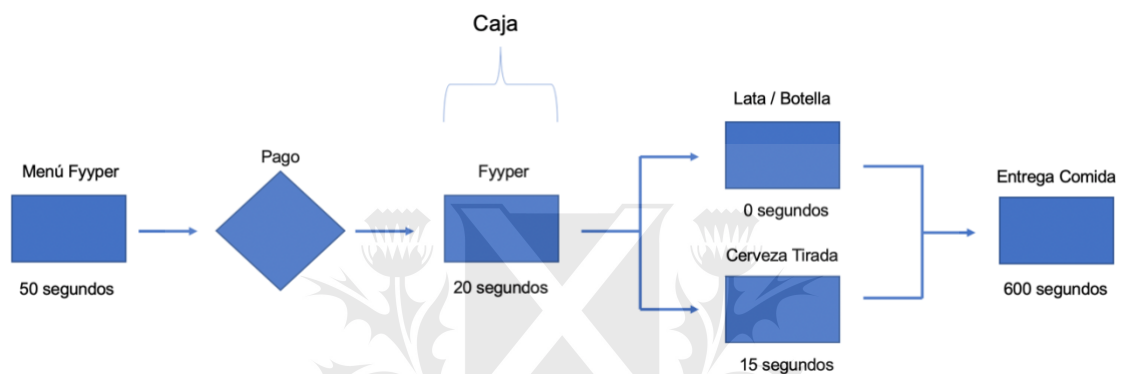 Caja
Menú Fyyper
50 segundos
Pago
Fyyper
20 segundos
Lata / Botella
0 segundos
Cerveza Tirada
15 segundos
Entrega Comida
600 segundos